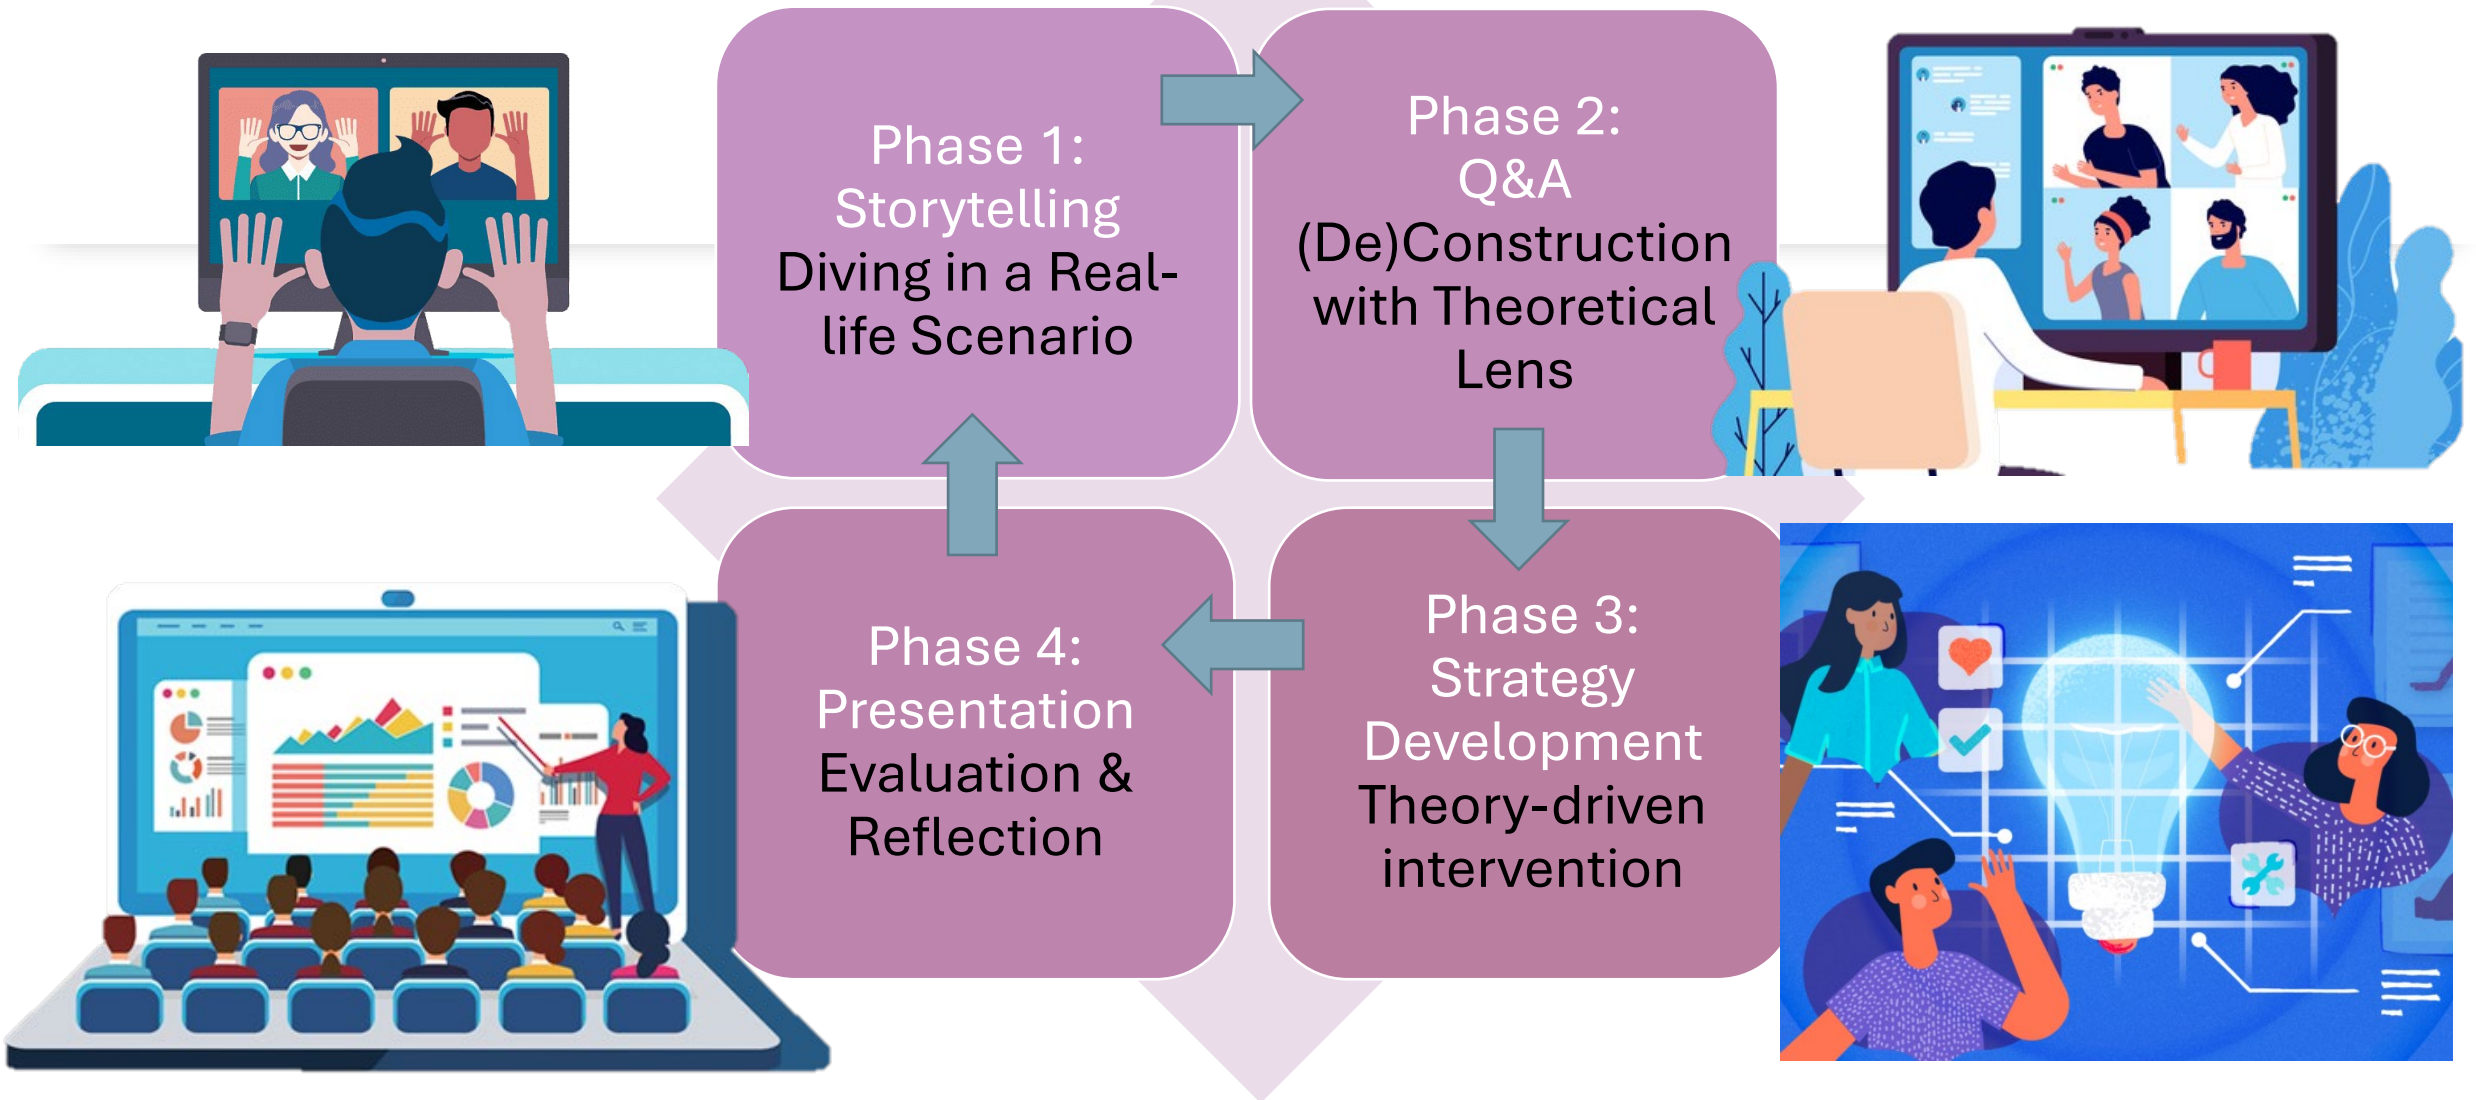 Phase 1:
Storytelling
Diving in a Real-
life Scenario
Phase 2:
Q&A
(De)Construction
with Theoretical
Lens
Phase 3:
Strategy
Development
Theory-driven
intervention
Phase 4:
Presentation
Evaluation &
Reflection